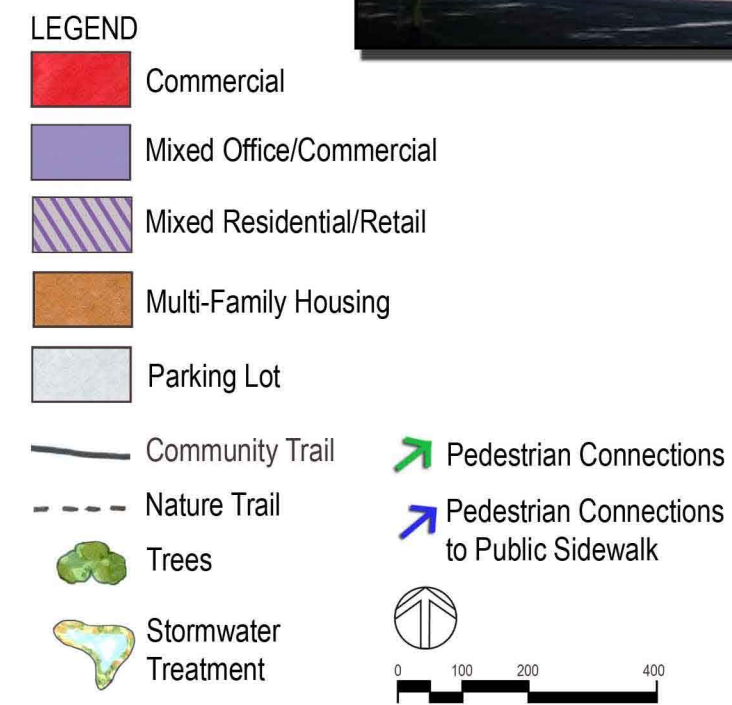 LEGEND
Commercial
Mixed Office/Commercial
Mixed Residential/Retail
Multi-Family Housing
Parking Lot
Community Trail
Nature Trail
Trees
Stormwater
Treatment
Pedestrian Connections
Pedestrian Connections
to Public Sidewalk
0 100 200 400